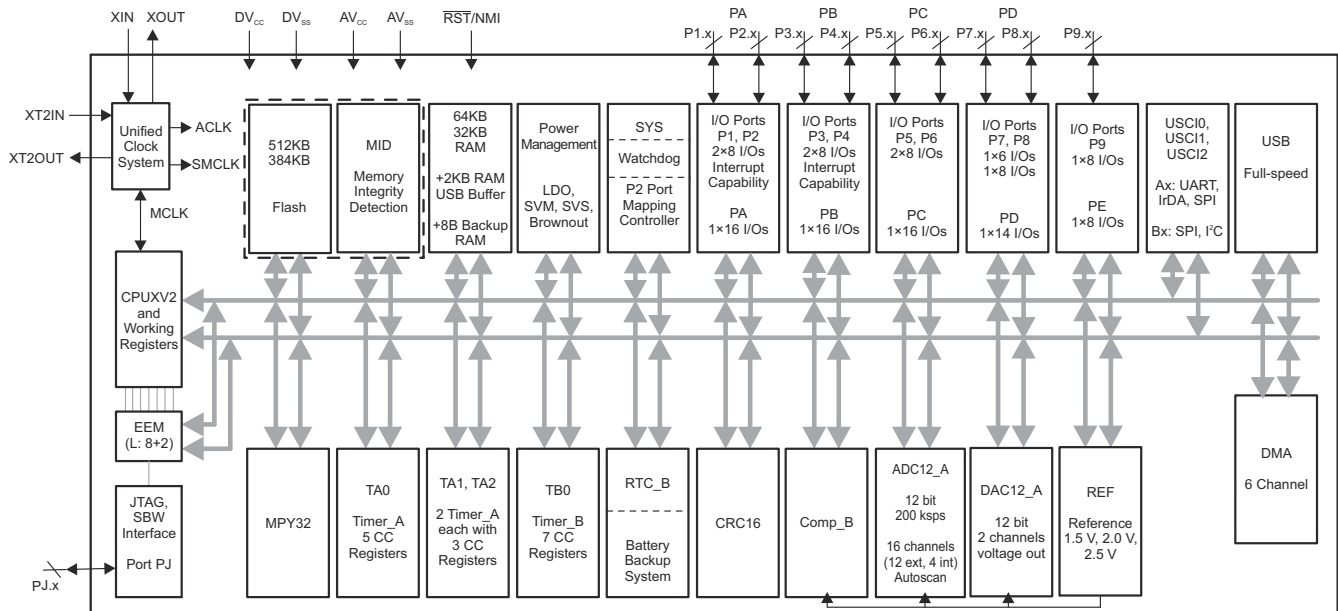 XIN XOUT DVCC DVSS AVCC AVSS RST/NMI PA PB PC PD
P1.x P2.x P3.x P4.x P5.x P6.x P7.x P8.x P9.x
XT2IN
XT2OUT
Unified
Clock
System
ACLK
SMCLK
MCLK
512KB
384KB
Flash
MID
Memory
Integrity
Detection
64KB
32KB
RAM
+2KB RAM
USB Buffer
+8B Backup
RAM
Power
Management
LDO,
SVM, SVS,
Brownout
SYS
Watchdog
P2 Port
Mapping
Controller
I/O Ports
P1, P2
2×8 I/Os
Interrupt
Capability
PA
1×16 I/Os
I/O Ports
P3, P4
2×8 I/Os
Interrupt
Capability
PB
1×16 I/Os
I/O Ports
P5, P6
2×8 I/Os
PC
1×16 I/Os
I/O Ports
P7, P8
1×6 I/Os
1×8 I/Os
PD
1×14 I/Os
I/O Ports
P9
1×8 I/Os
PE
1×8 I/Os
USCI0,
USCI1,
USCI2
Ax: UART,
IrDA, SPI
Bx: SPI, I²C
USB
Full-speed
CPUXV2
and
Working
Registers
EEM
(L: 8+2)
JTAG,
SBW
Interface
Port PJ
PJ.x
MPY32
TA0
Timer_A
5 CC
Registers
TA1, TA2
2 Timer_A
each with
3 CC
Registers
TB0
Timer_B
7 CC
Registers
RTC_B
Battery
Backup
System
CRC16
Comp_B
ADC12_A
12 bit
200 ksps
16 channels
(12 ext, 4 int)
Autoscan
DAC12_A
12 bit
2 channels
voltage out
REF
Reference
1.5 V, 2.0 V,
2.5 V
DMA
6 Channel